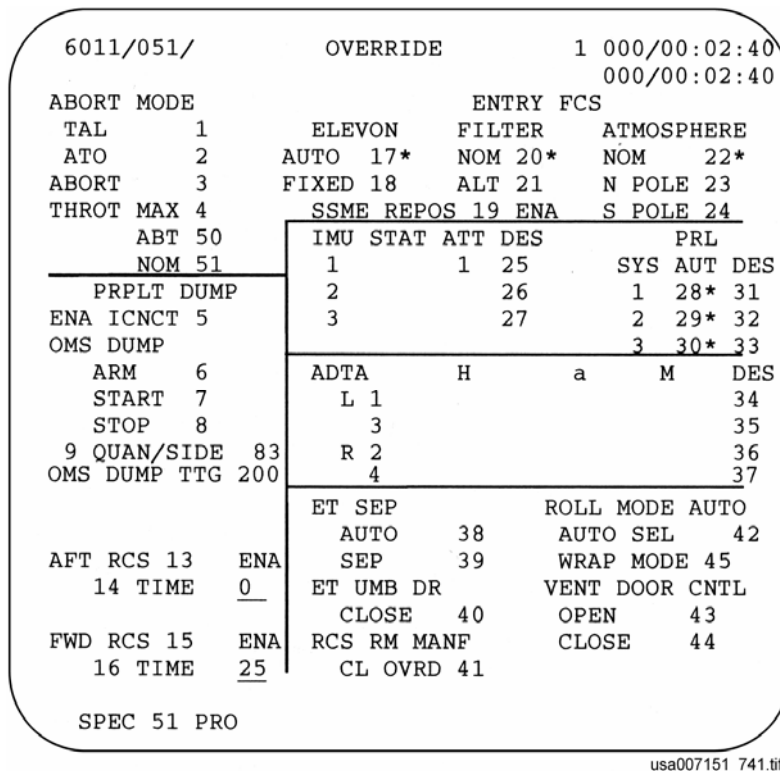 6011/051/ OVERRIDE 1 000/00:02:40
000/00:02:40
ABORT MODE ENTRY FCS
TAL 1 ELEVON FILTER ATMOSPHERE
ATO 2 AUTO 17* NOM 20* NOM 22*
ABORT 3 FIXED 18 ALT 21 N POLE 23
THROT MAX 4 SSME REPOS 19 ENA S POLE 24
ABT 50 IMU STAT ATT DES PRL
NOM 51 1 1 25 SYS AUT DES
PRPLT DUMP 2 26 1 28* 31
ENA ICNCT 5 3 27 2 29* 32
OMS DUMP 3 30* 33
ARM 6 ADTA H a M DES
START 7 L 1 34
STOP 8 3 35
9 QUAN/SIDE 83 R 2 36
OMS DUMP TTG 200 4 37
ET SEP ROLL MODE AUTO
AUTO 38 AUTO SEL 42
AFT RCS 13 ENA SEP 39 WRAP MODE 45
14 TIME 0 ET UMB DR VENT DOOR CNTL
CLOSE 40 OPEN 43
FWD RCS 15 ENA RCS RM MANF CLOSE 44
16 TIME 25 CL OVRD 41
SPEC 51 PRO